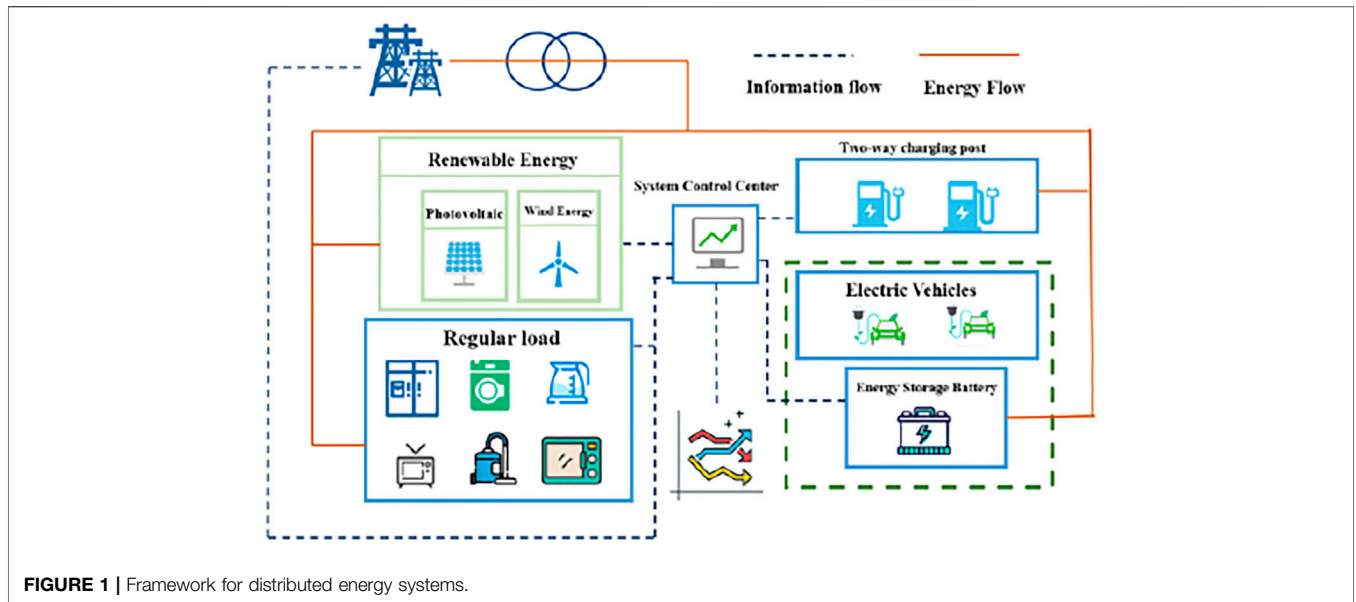 Information flow
Energy Flow
Renewable Energy
Photovoltaic
Wind Energy
System Control Center
Two-way charging post
Electric Vehicles
Regular load
Energy Storage Battery
FIGURE 1 | Framework for distributed energy systems.